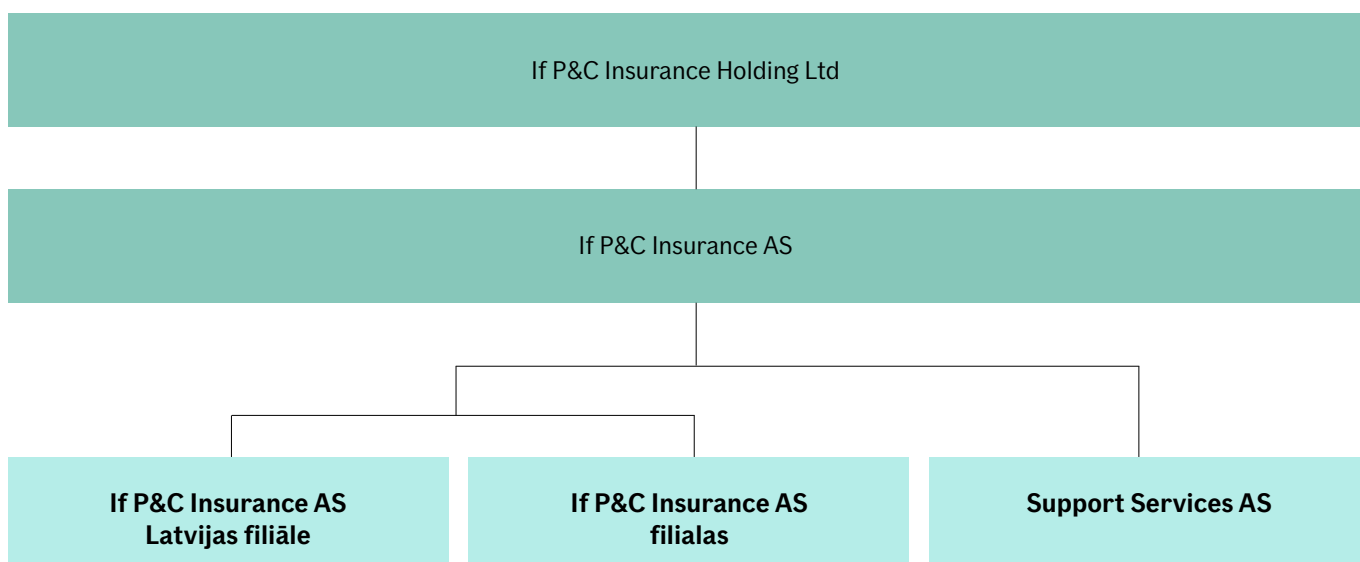 If P&C Insurance Holding Ltd
If P&C Insurance AS
If P&C Insurance AS
Latvijas filiāle
If P&C Insurance AS
filialas
Support Services AS